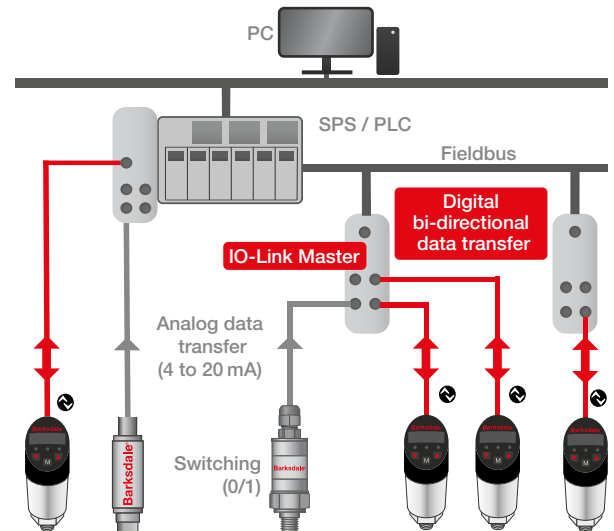 PC
SPS / PLC
Fieldbus
Digital
bi-directional
data transfer
IO-Link Master
Analog data
transfer
(4 to 20 mA)
Switching
(0/1)
Barksdale
M
Barksdale
Barksdale
Barksdale
M
Barksdale
M
Barksdale
M